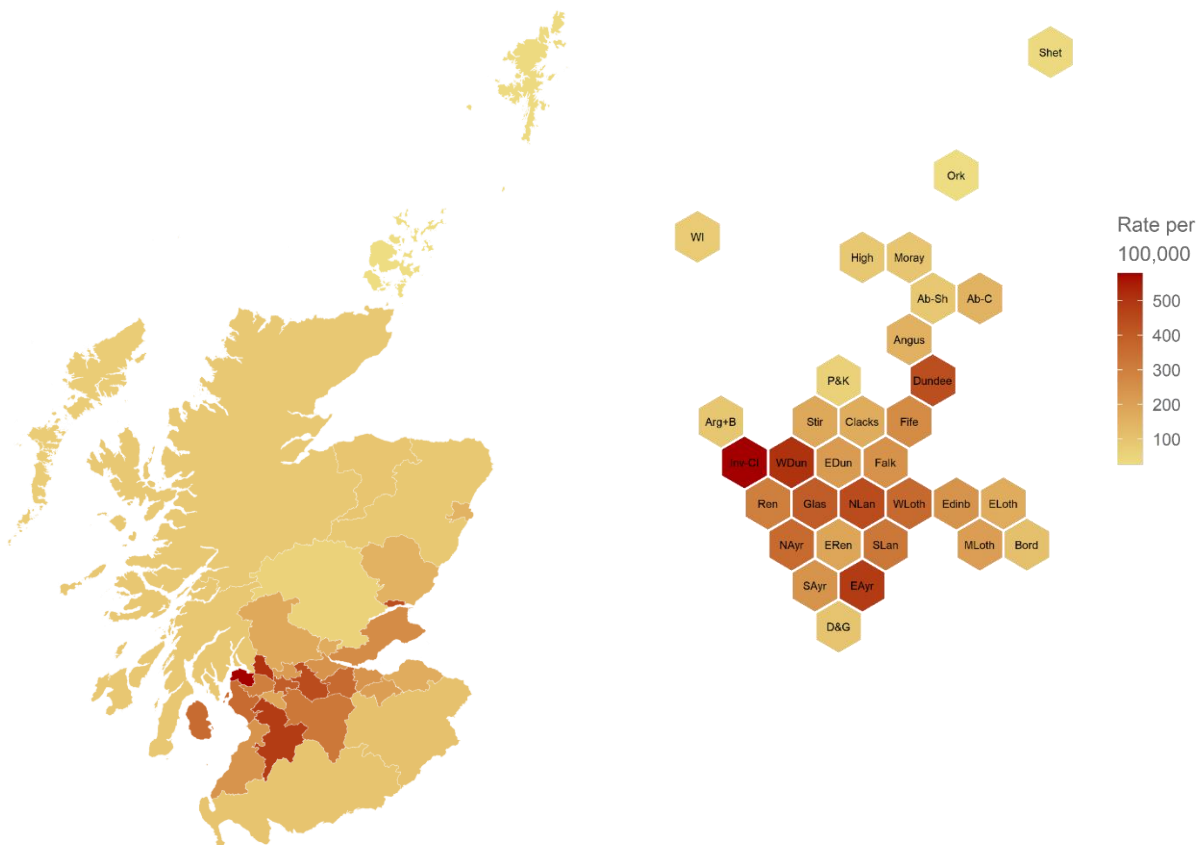 Shet
Ork
WI
High
Moray
Ab-Sh
Ab-C
Angus
P&K
Dundee
Arg+B
Stir
Clacks
Fife
Inv-Cl
WDun
EDun
Falk
Ren
Glas
NLan
WLoth
Edinb
ELoth
NAyr
ERen
SLan
MLoth
Bord
SAyr
EAyr
D&G
Rate per
100,000
500
400
300
200
100